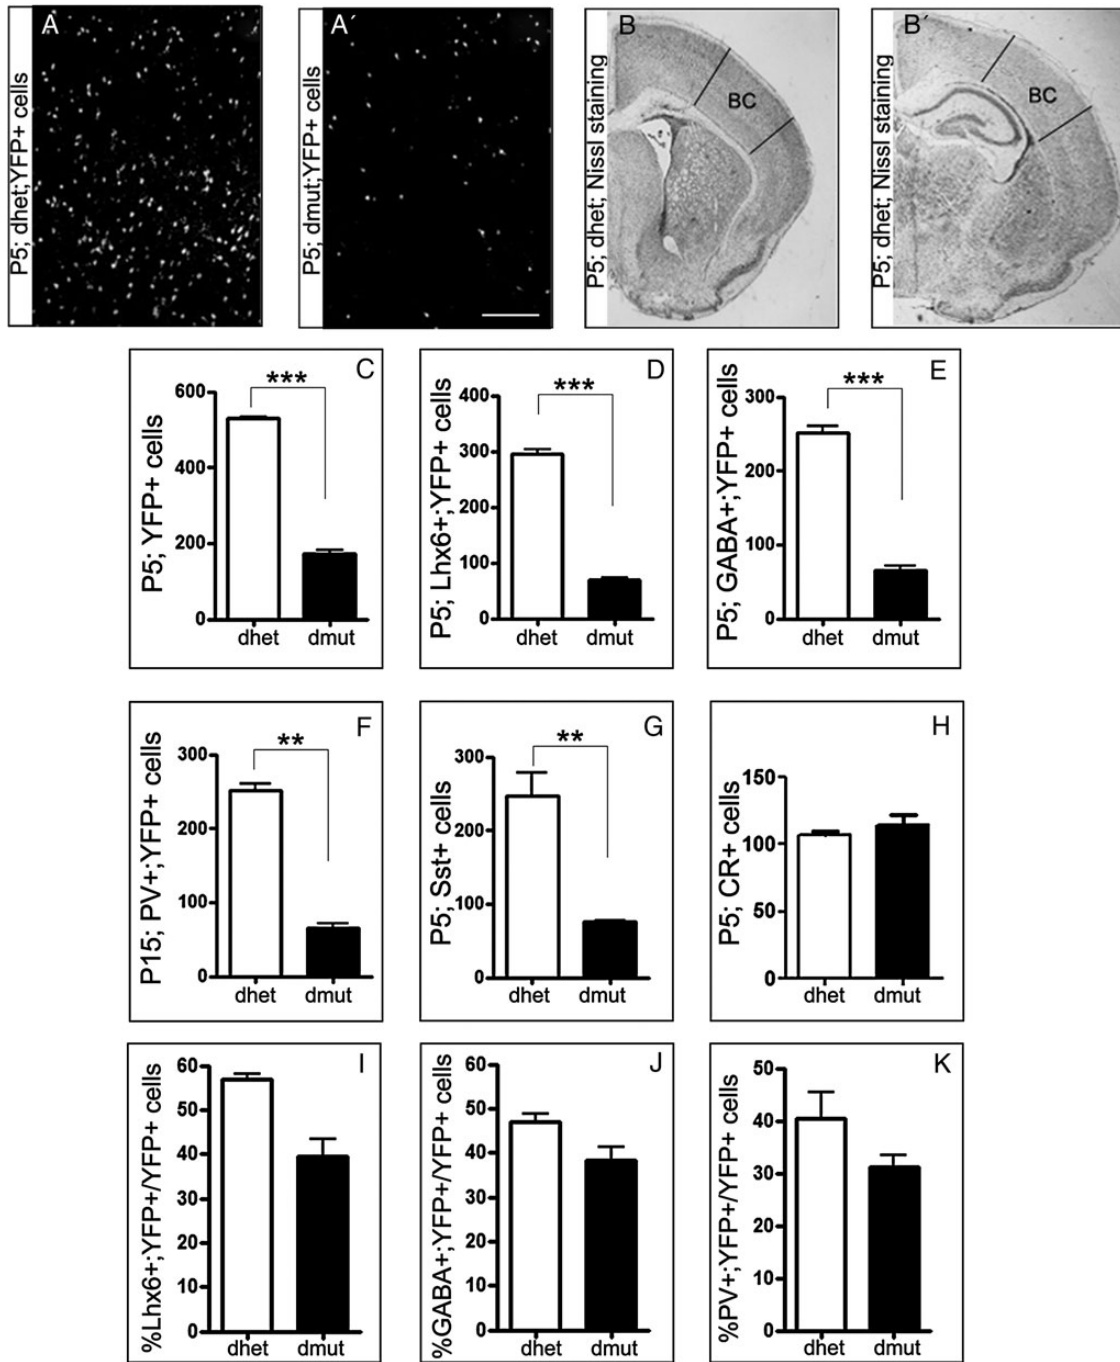 P5; dhet;YFP+ cells
A
P5; dmut;YFP+ cells
A´
P5; dhet; Nissl staining
B
BC
P5; dhet; Nissl staining
B´
BC
C
***
P5; YFP+ cells
600
400
200
0
dhet dmut
D
***
P5; Lhx6+;YFP+ cells
400
300
200
100
0
dhet dmut
E
***
P5; GABA+;YFP+ cells
300
200
100
0
dhet dmut
F
**
P15; PV+;YFP+ cells
300
200
100
0
dhet dmut
G
**
P5; Sst+ cells
300
200
100
0
dhet dmut
H
P5; CR+ cells
150
100
50
0
dhet dmut
I
%Lhx6+;YFP+/YFP+ cells
60
50
40
30
20
10
0
dhet dmut
J
%GABA+;YFP+/YFP+ cells
60
50
40
30
20
10
0
dhet dmut
K
%PV+;YFP+/YFP+ cells
50
40
30
20
10
0
dhet dmut